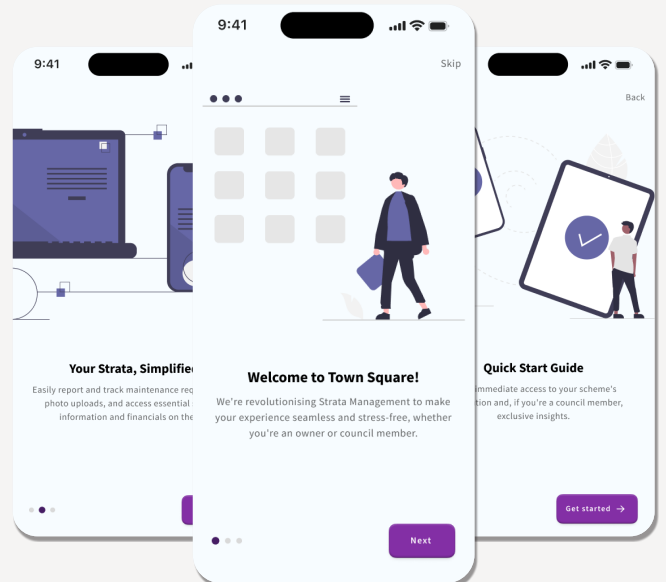 9:41
Your Strata, Simplifie
Easily report and track maintenance
photo uploads, and access essential
information and financials on the
9:41
Skip
Welcome to Town Square!
We're revolutionising Strata Management to make
your experience seamless and stress-free, whether
you're an owner or council member.
Next
Back
Quick Start Guide
immediate access to your scheme's
and, if you're a council member,
exclusive insights.
Get started